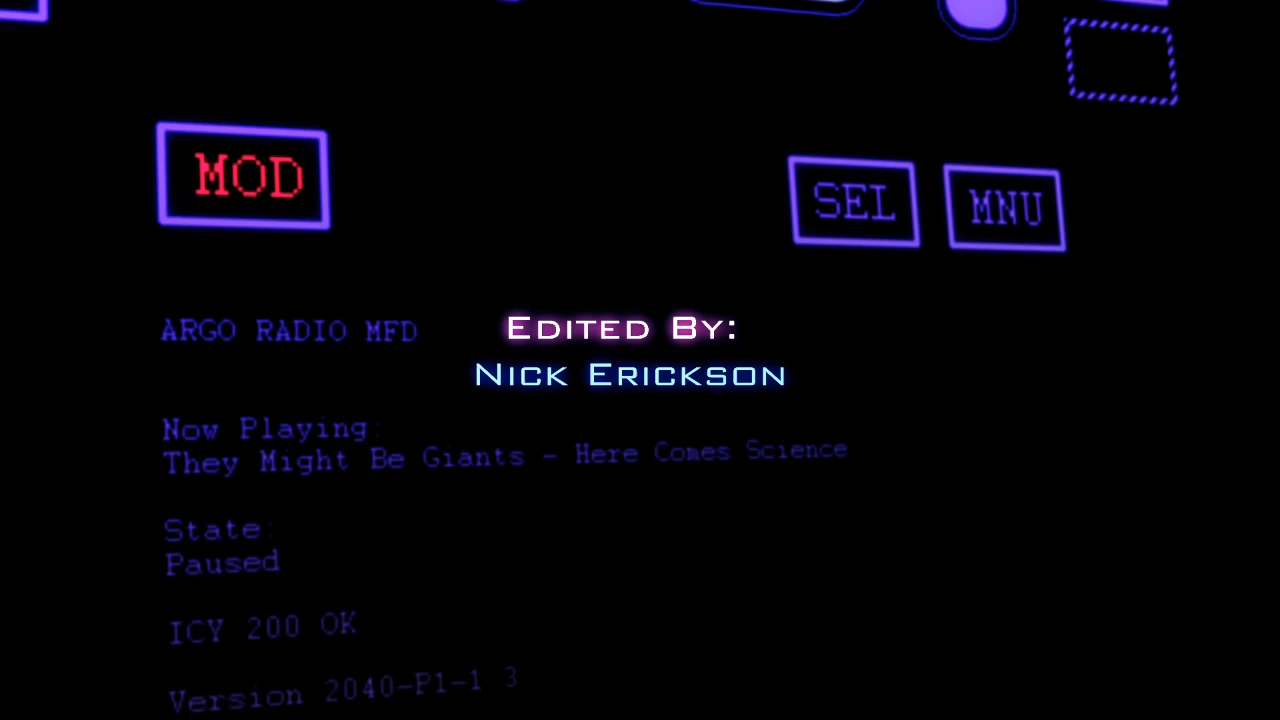 MOD
SEL MNU
ARGO RADIO MFD
Edited By:
Nick Erickson
Now Playing:
They Might Be Giants - Here Comes Science
State:
Paused
ICY 200 OK
Version 2040-P1-1.3